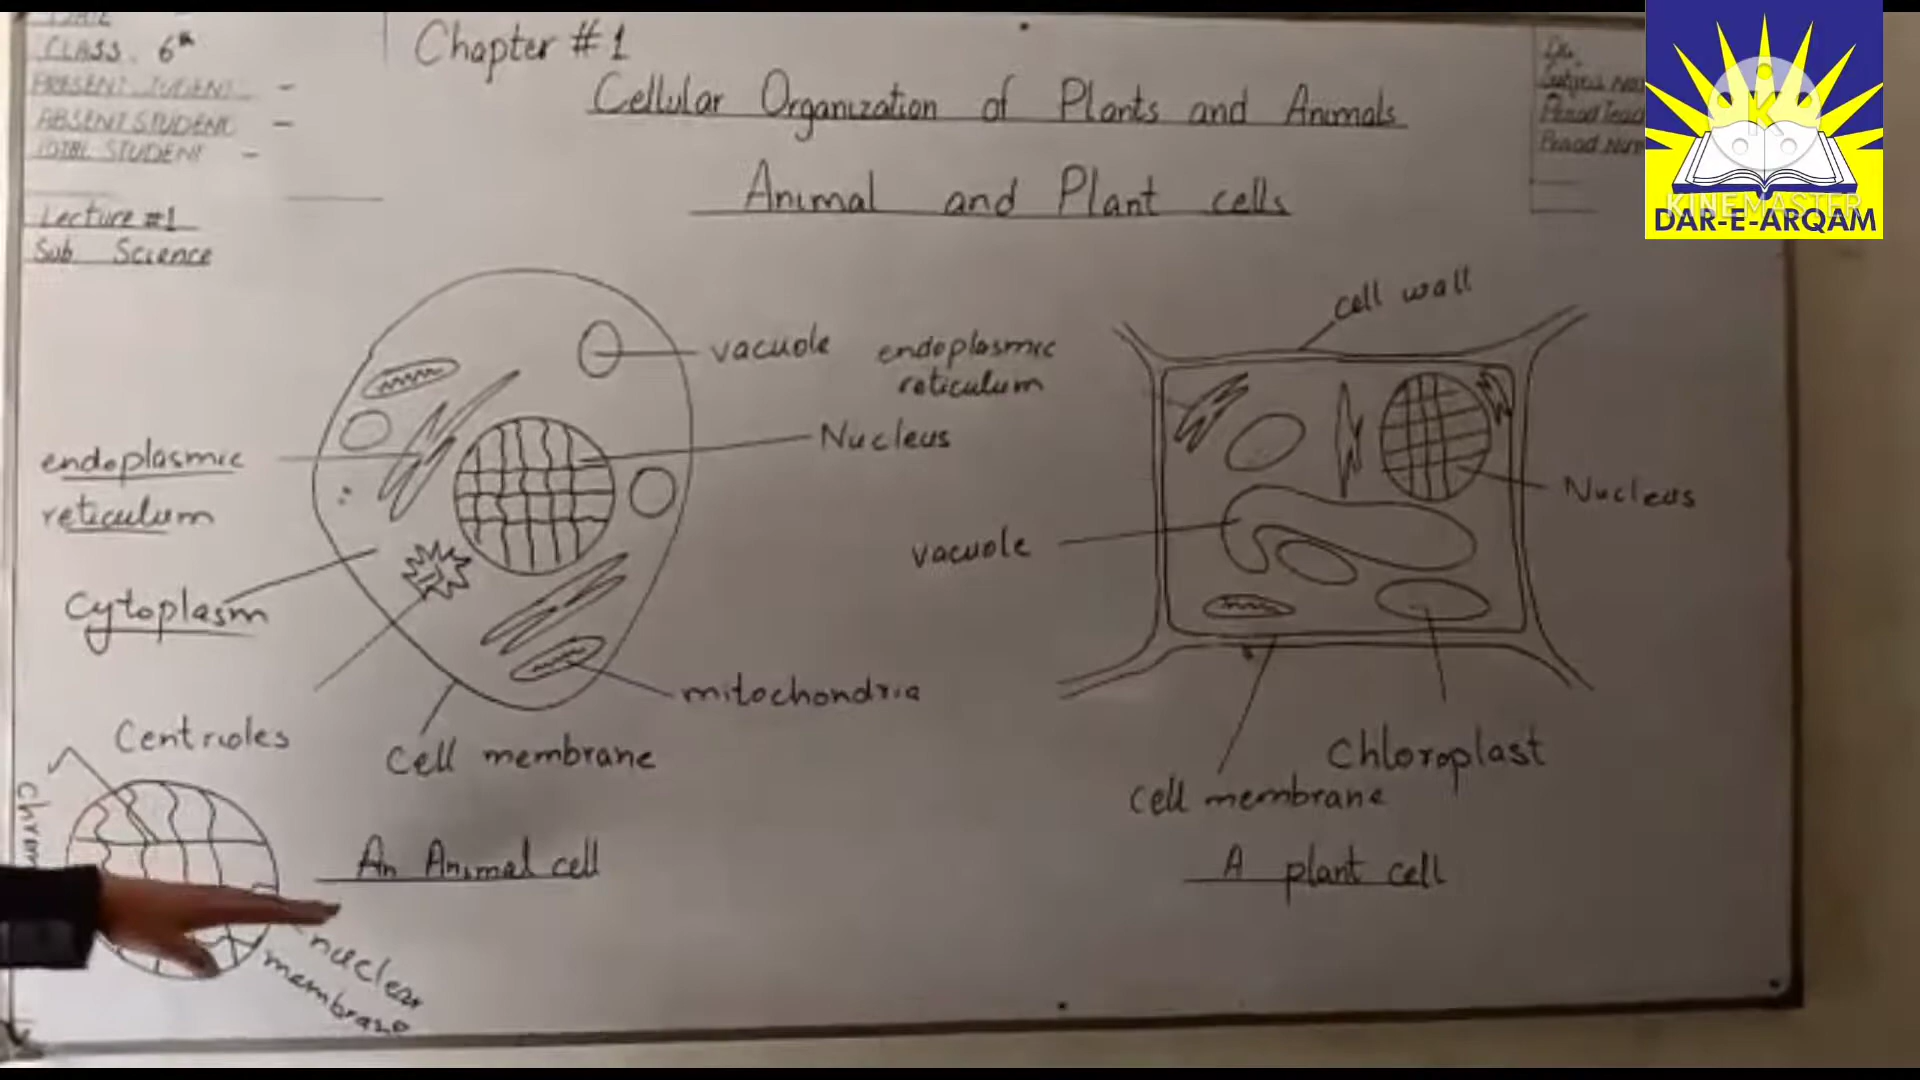 DATE
CLASS. 6th
PRESENT STUDENT -
ABSENT STUDENT -
TOTAL STUDENT -
Lecture #1
Sub Science
Chapter #1
Cellular Organization of Plants and Animals
Animal and Plant cells
vacuole
Nucleus
endoplasmic
reticulum
Cytoplasm
Centrioles
Cell membrane
mitochondria
An Animal cell
nuclear
membrane
cell wall
endoplasmic
reticulum
Nucleus
vacuole
Chloroplast
Cell membrane
A plant cell
KINEMASTER
DAR-E-ARQAM